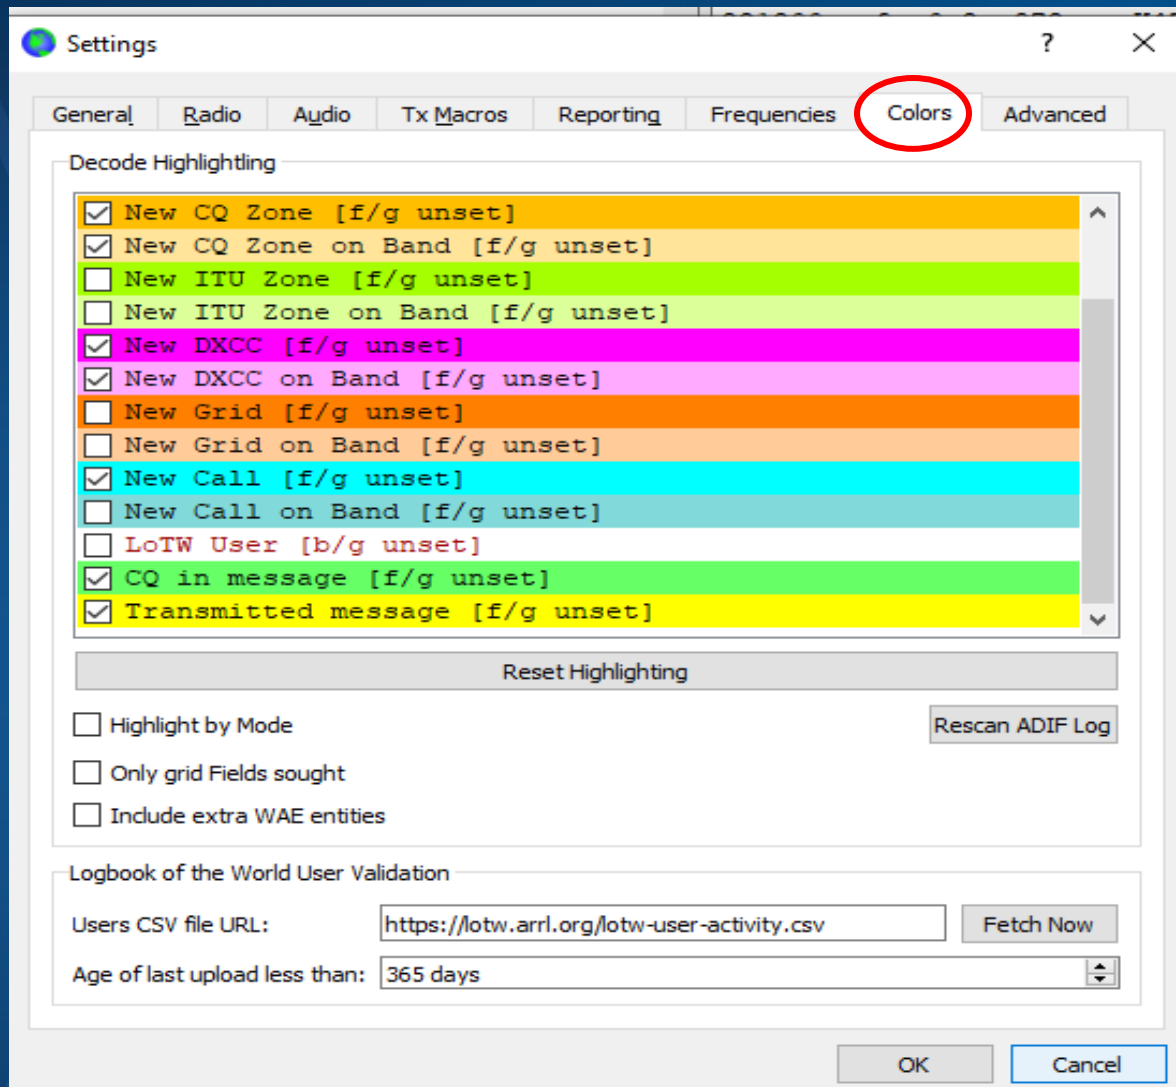 Settings
?
General Radio Audio Tx Macros Reporting Frequencies Colors Advanced
Decode Highlightling
New CQ Zone [f/g unset]
New CQ Zone on Band [f/g unset]
New ITU Zone [f/g unset]
New ITU Zone on Band [f/g unset]
New DXCC [f/g unset]
New DXCC on Band [f/g unset]
New Grid [f/g unset]
New Grid on Band [f/g unset]
New Call [f/g unset]
New Call on Band [f/g unset]
LoTW User [b/g unset]
CQ in message [f/g unset]
Transmitted message [f/g unset]
Reset Highlighting
Highlight by Mode
Rescan ADIF Log
Only grid Fields sought
Include extra WAE entities
Logbook of the World User Validation
Users CSV file URL: https://lotw.arrl.org/lotw-user-activity.csv Fetch Now
Age of last upload less than: 365 days
OK Cancel